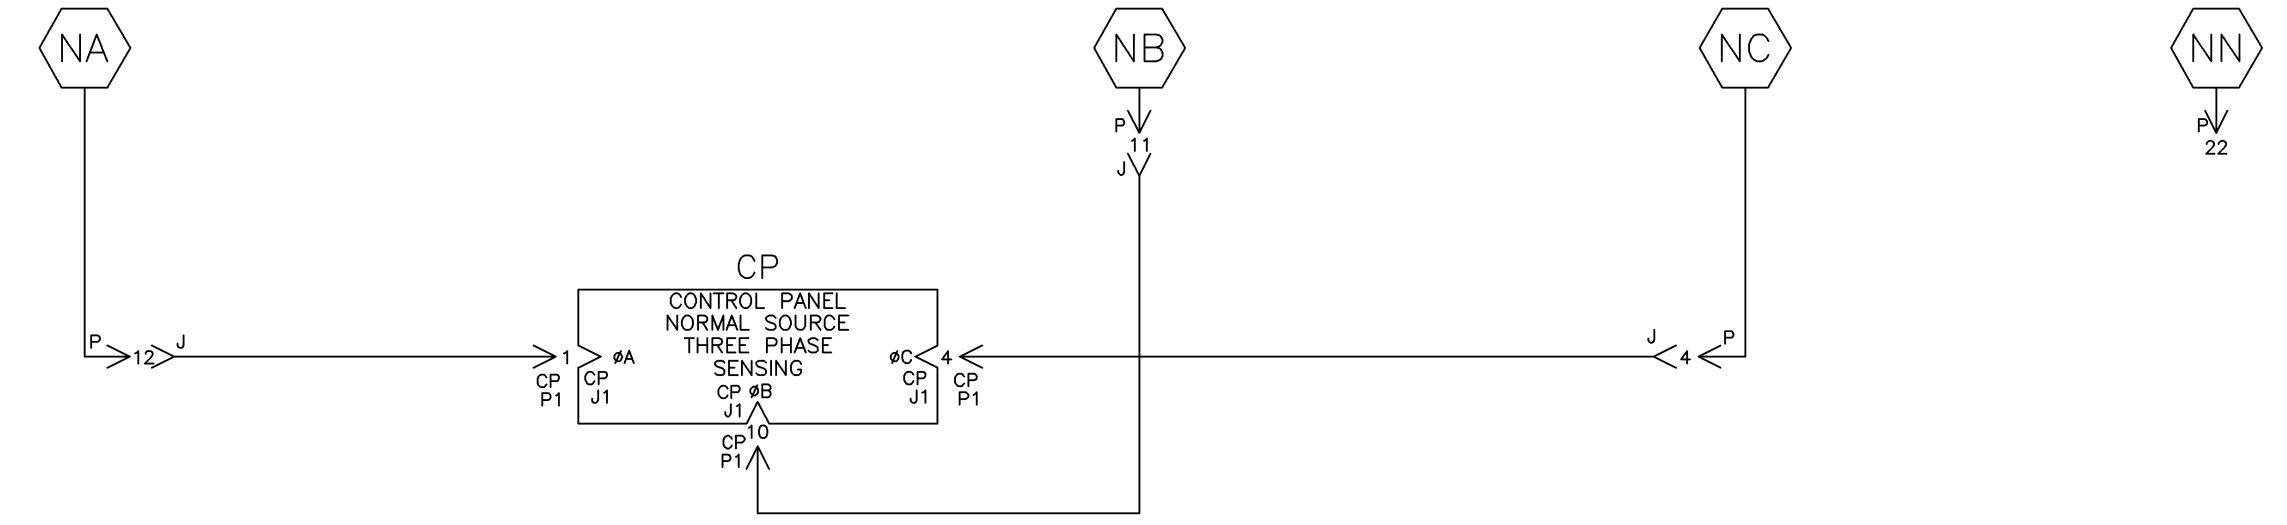 NA
NB
NC
NN
P
11
J
P
22
CP
CONTROL PANEL
NORMAL SOURCE
THREE PHASE
SENSING
P
12
J
1
øA
øC
4
J
4
P
CP
P1
CP
J1
CP
J1
CP
P1
CP øB
J1
10
CP
P1